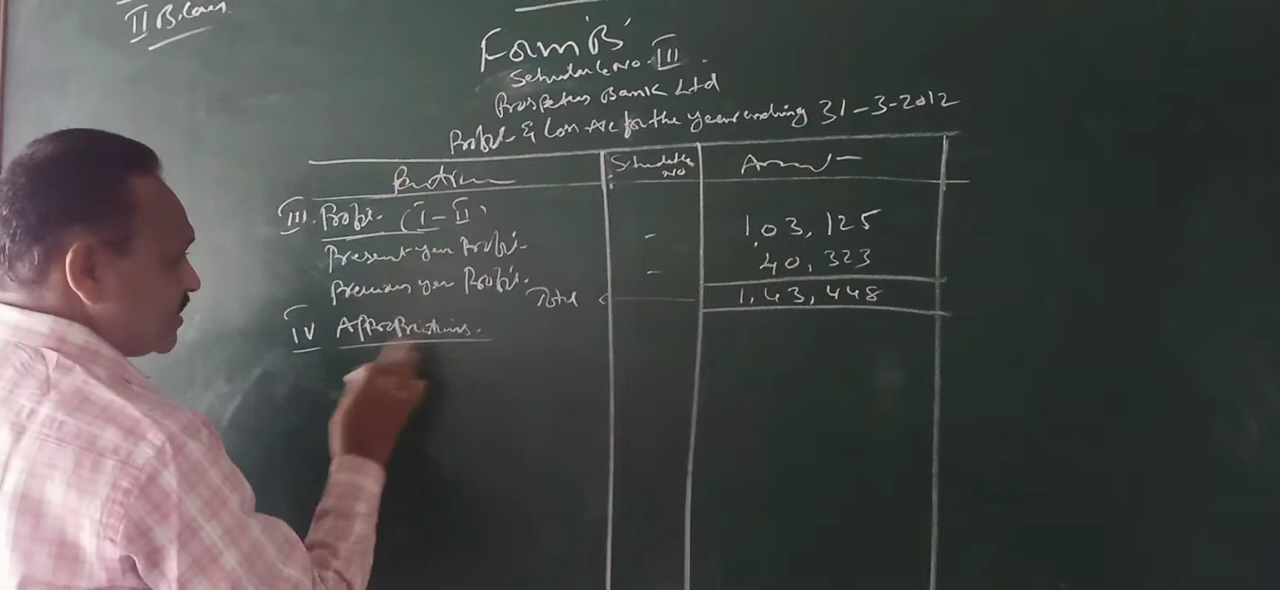 II B.Com
Form 'B'
Schedule No. III.
Prosperous Bank Ltd
Profit & Loss A/c for the year ending 31-3-2012
Particulars Schedule No Amount
III. Profit (I-II)
Present year Profit - 1,03,125
Previous year Profit. - 40,323
Total 1,43,448
IV Appropriations.